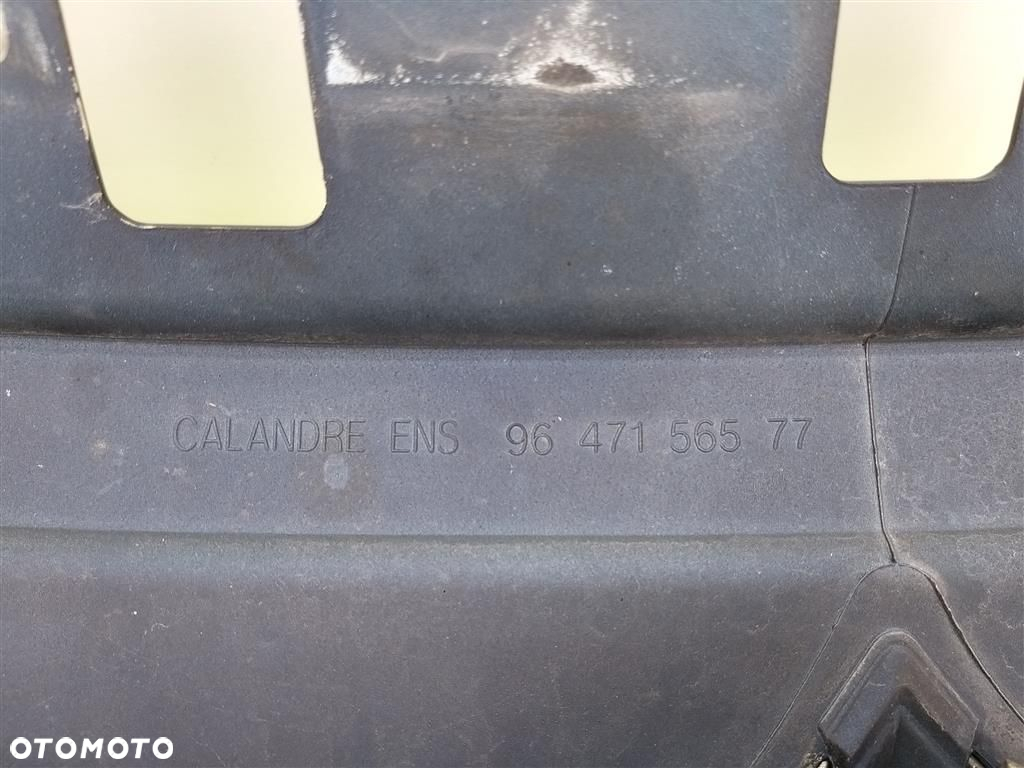 CALANDRE ENS 96 471 565 77
OTOMOTO